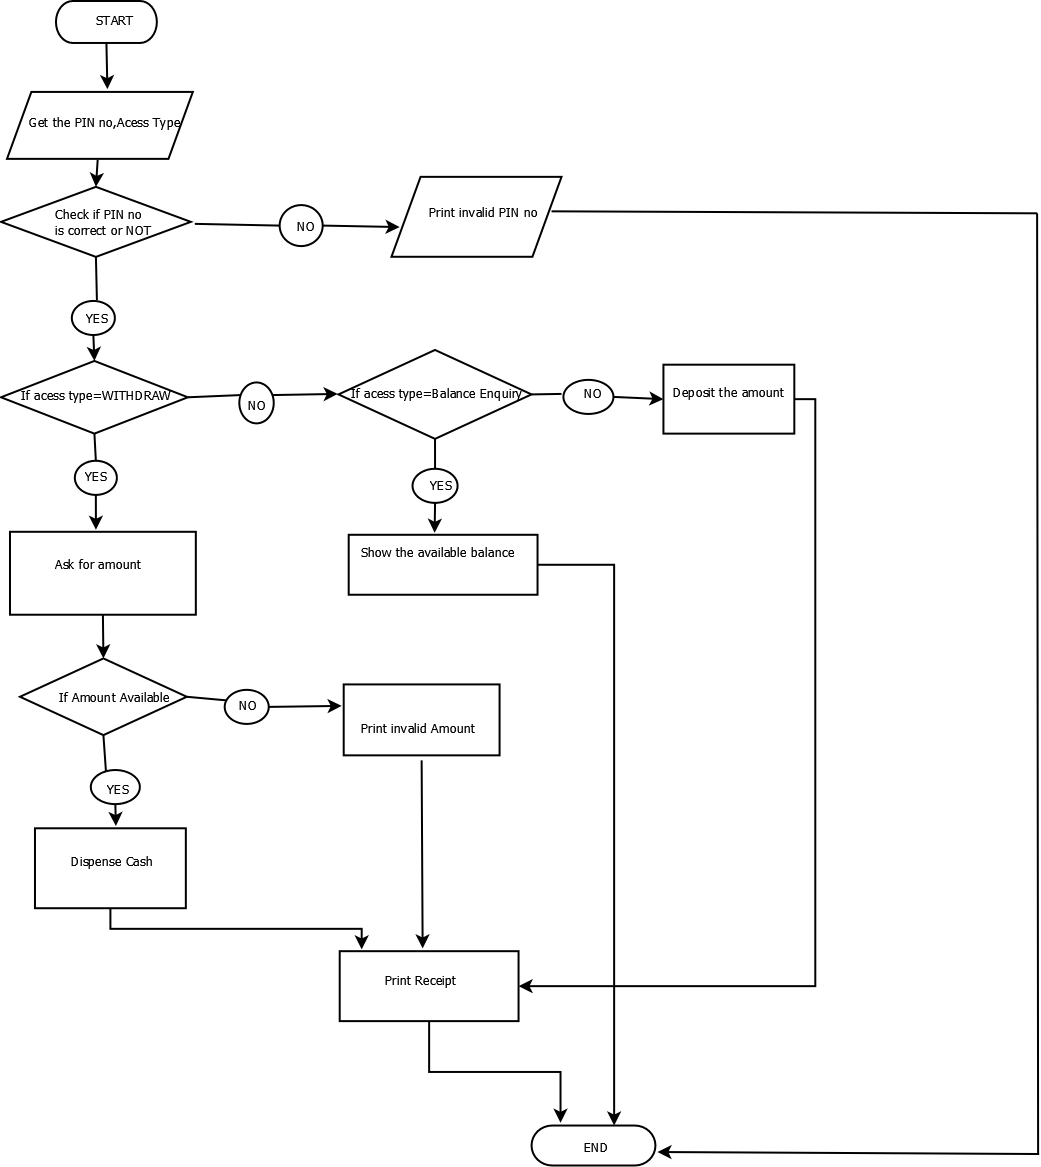 START
Get the PIN no,Acess Type
Check if PIN no
is correct or NOT
NO
Print invalid PIN no
YES
If acess type=WITHDRAW
NO
If acess type=Balance Enquiry
NO
Deposit the amount
YES
YES
Ask for amount
Show the available balance
If Amount Available
NO
Print invalid Amount
YES
Dispense Cash
Print Receipt
END